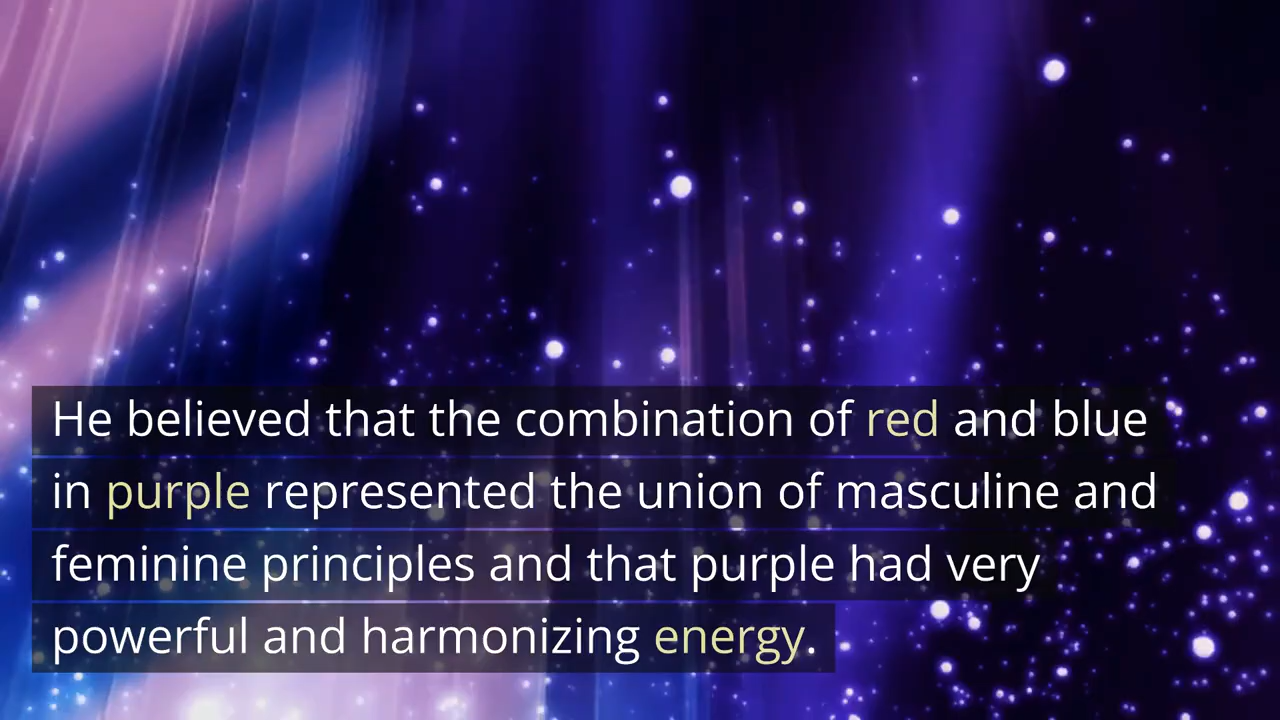 He believed that the combination of red and blue
in purple represented the union of masculine and
feminine principles and that purple had very
powerful and harmonizing energy.